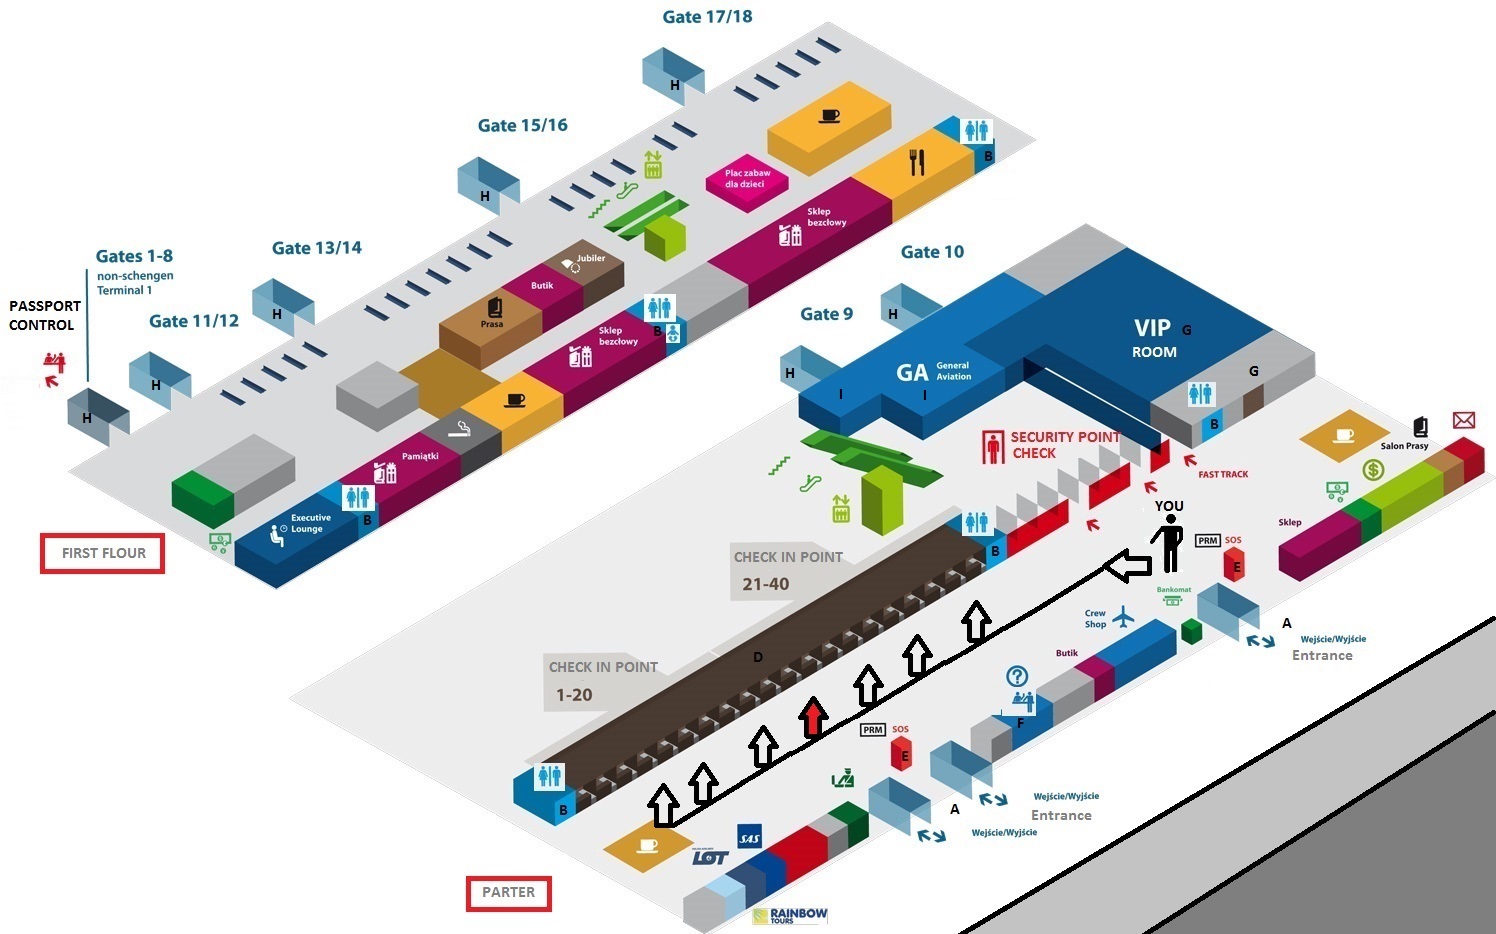 Gate 17/18
H
Gate 15/16
H
B
Plac zabaw
dla dzieci
Sklep
bezcłowy
Gates 1-8
non-schengen
Terminal 1
Gate 13/14
H
Jubiler
Butik
Prasa
PASSPORT
CONTROL
Gate 11/12
H
H
Sklep
bezcłowy
B
Pamiątki
Executive
Lounge
B
FIRST FLOUR
Gate 10
H
Gate 9
H
VIP
ROOM
G
G
GA
General
Aviation
I
I
B
SECURITY POINT
CHECK
FAST TRACK
Salon Prasy
$
Sklep
YOU
PRM
SOS
E
B
CHECK IN POINT
21-40
Bankomat
A
Wejście/Wyjście
Entrance
Crew
Shop
Butik
D
CHECK IN POINT
1-20
?
F
PRM
SOS
E
B
A
Wejście/Wyjście
Entrance
Wejście/Wyjście
SAS
LOT
PARTER
RAINBOW
TOURS